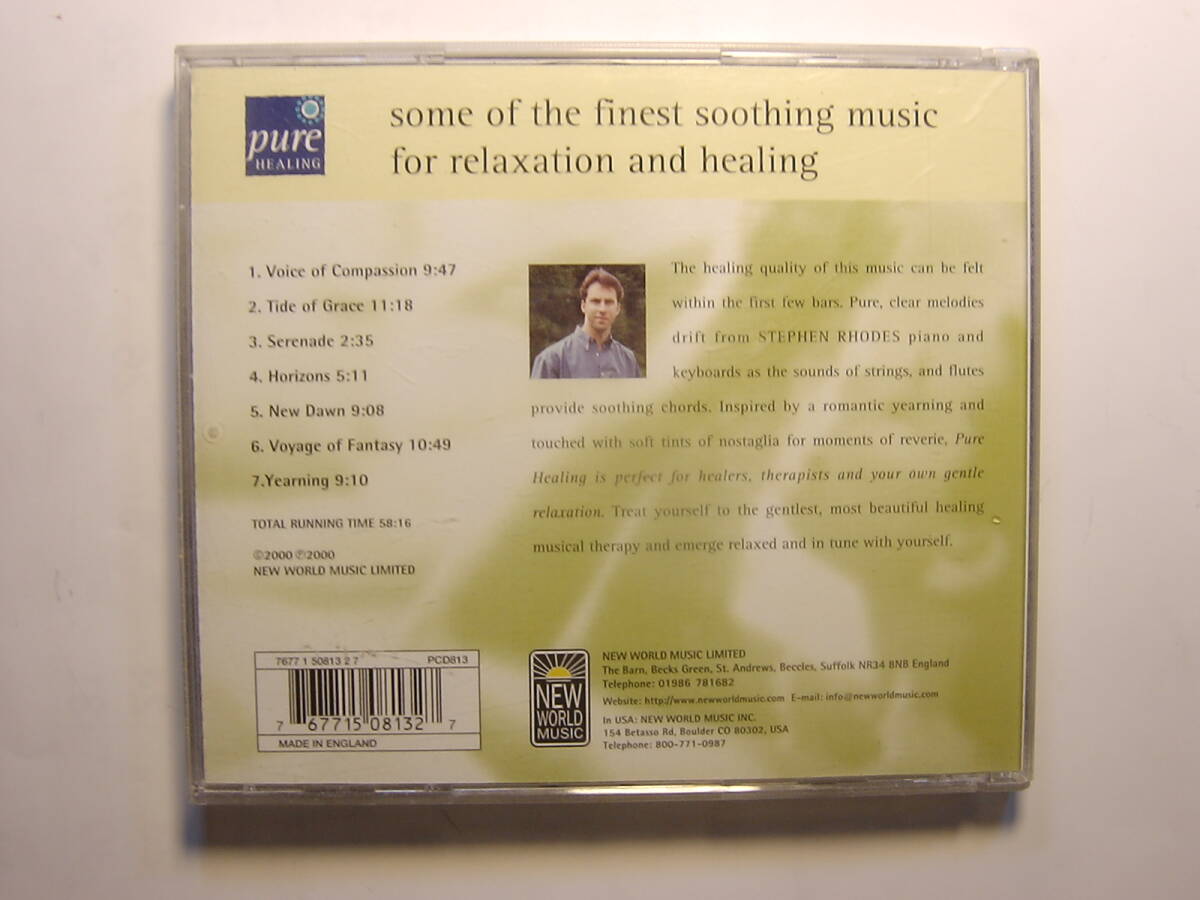 pure
HEALING
some of the finest soothing music
for relaxation and healing
1. Voice of Compassion 9:47
2. Tide of Grace 11:18
3. Serenade 2:35
4. Horizons 5:11
5. New Dawn 9:08
6. Voyage of Fantasy 10:49
7.Yearning 9:10
TOTAL RUNNING TIME 58:16
©2000 ℗2000
NEW WORLD MUSIC LIMITED
The healing quality of this music can be felt
within the first few bars. Pure, clear melodies
drift from STEPHEN RHODES piano and
keyboards as the sounds of strings, and flutes
provide soothing chords. Inspired by a romantic yearning and
touched with soft tints of nostaglia for moments of reverie, Pure
Healing is perfect for healers, therapists and your own gentle
relaxation. Treat yourself to the gentlest, most beautiful healing
musical therapy and emerge relaxed and in tune with yourself.
7677 1 50813 2 7 PCD813
7 67715 08132 7
MADE IN ENGLAND
NEW
WORLD
MUSIC
NEW WORLD MUSIC LIMITED
The Barn, Becks Green, St. Andrews, Beccles, Suffolk NR34 8NB England
Telephone: 01986 781682
Website: http://www.newworldmusic.com E-mail: info@newworldmusic.com
In USA: NEW WORLD MUSIC INC.
154 Betasso Rd, Boulder CO 80302, USA
Telephone: 800-771-0987